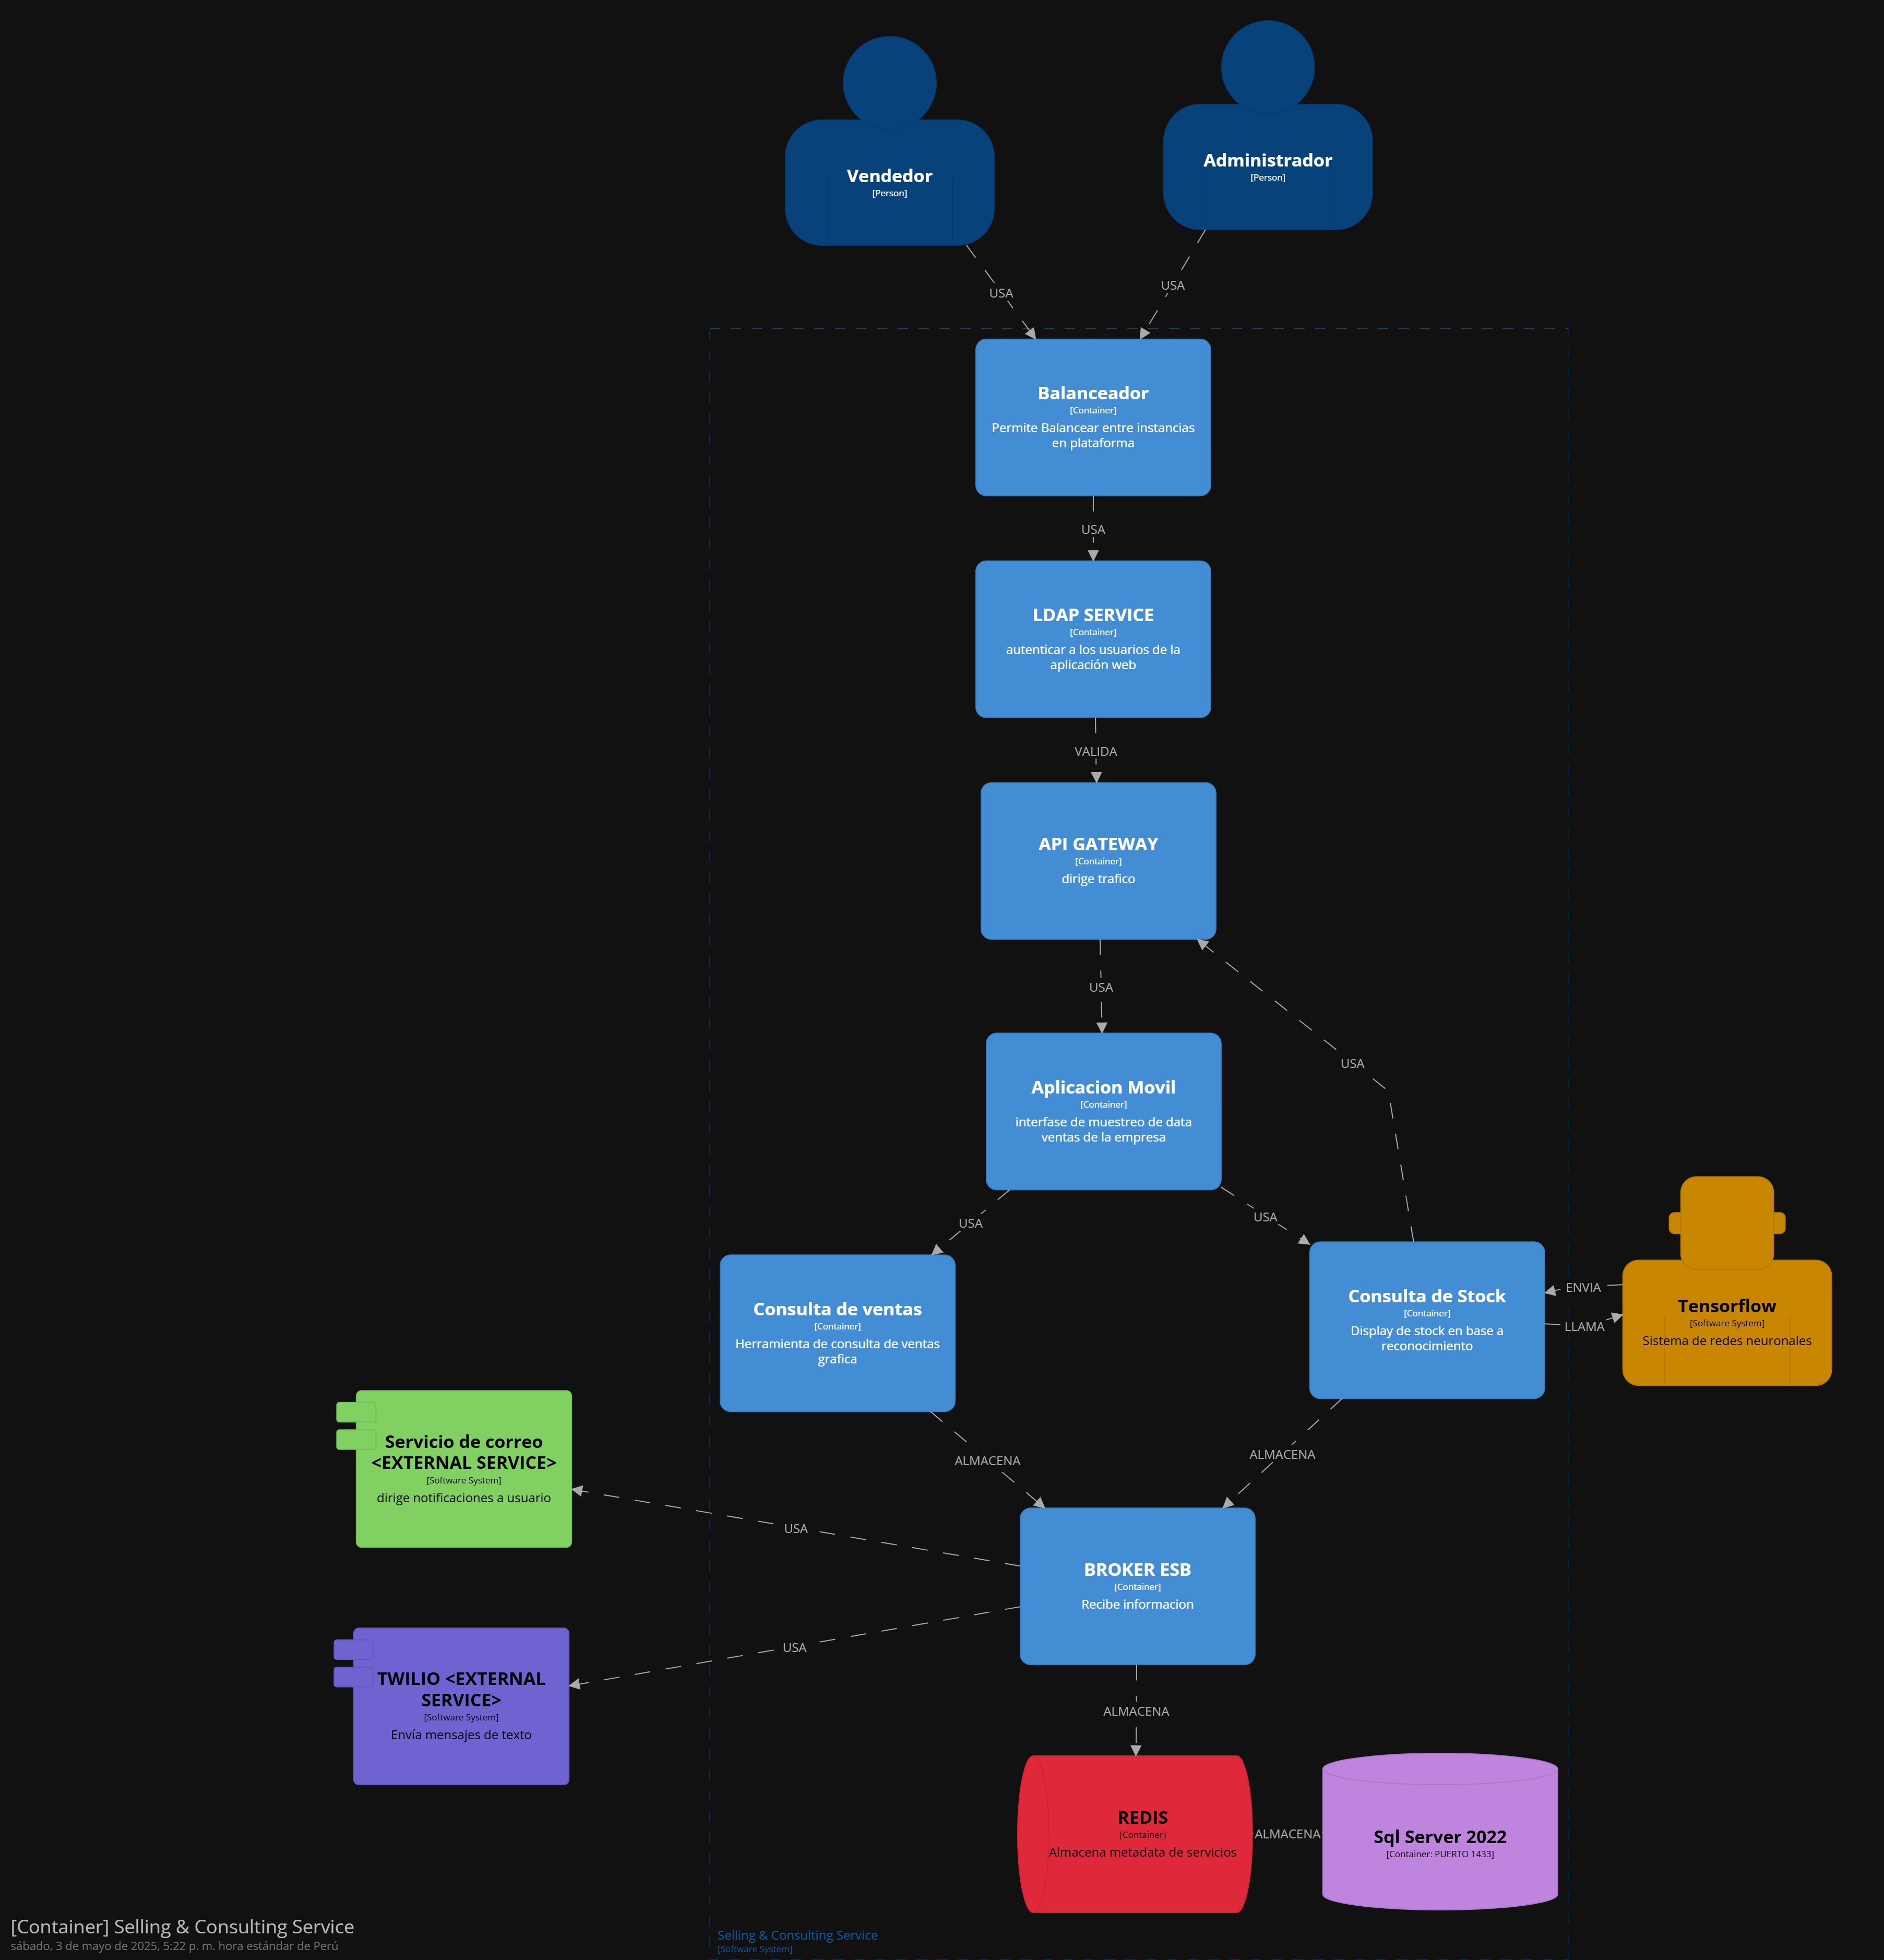 Vendedor
[Person]
Administrador
[Person]
USA
USA
Balanceador
[Container]
Permite Balancear entre instancias
en plataforma
USA
LDAP SERVICE
[Container]
autenticar a los usuarios de la
aplicación web
VALIDA
API GATEWAY
[Container]
dirige trafico
USA
USA
Aplicacion Movil
[Container]
interfase de muestreo de data
ventas de la empresa
USA
USA
Consulta de ventas
[Container]
Herramienta de consulta de ventas
grafica
Consulta de Stock
[Container]
Display de stock en base a
reconocimiento
ENVIA
LLAMA
Tensorflow
[Software System]
Sistema de redes neuronales
Servicio de correo
<EXTERNAL SERVICE>
[Software System]
dirige notificaciones a usuario
ALMACENA
ALMACENA
USA
BROKER ESB
[Container]
Recibe informacion
USA
TWILIO <EXTERNAL
SERVICE>
[Software System]
Envía mensajes de texto
ALMACENA
REDIS
[Container]
Almacena metadata de servicios
ALMACENA
Sql Server 2022
[Container: PUERTO 1433]
Selling & Consulting Service
[Software System]
[Container] Selling & Consulting Service
sábado, 3 de mayo de 2025, 5:22 p. m. hora estándar de Perú